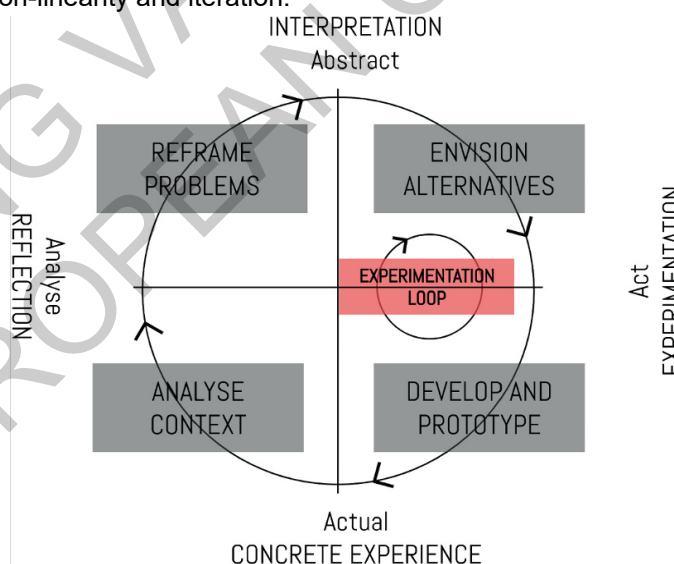 on-linearity and iteration.
INTERPRETATION
Abstract
REFRAME
PROBLEMS
ENVISION
ALTERNATIVES
Analyse
REFLECTION
EXPERIMENTATION
LOOP
Act
EXPERIMENTATION
ANALYSE
CONTEXT
DEVELOP AND
PROTOTYPE
Actual
CONCRETE EXPERIENCE